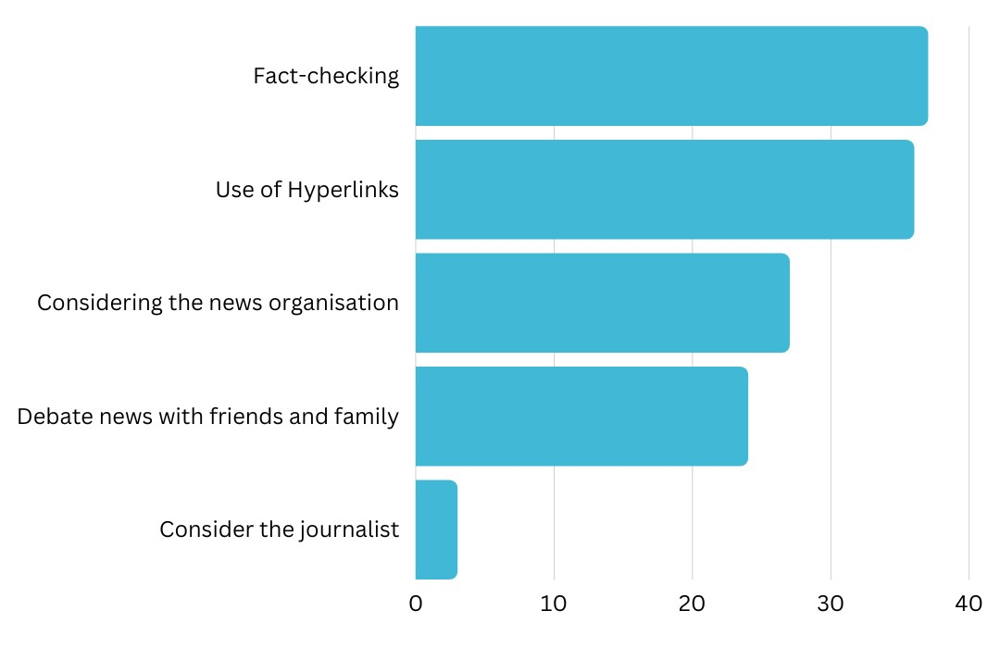 Fact-checking
Use of Hyperlinks
Considering the news organisation
Debate news with friends and family
Consider the journalist
0 10 20 30 40